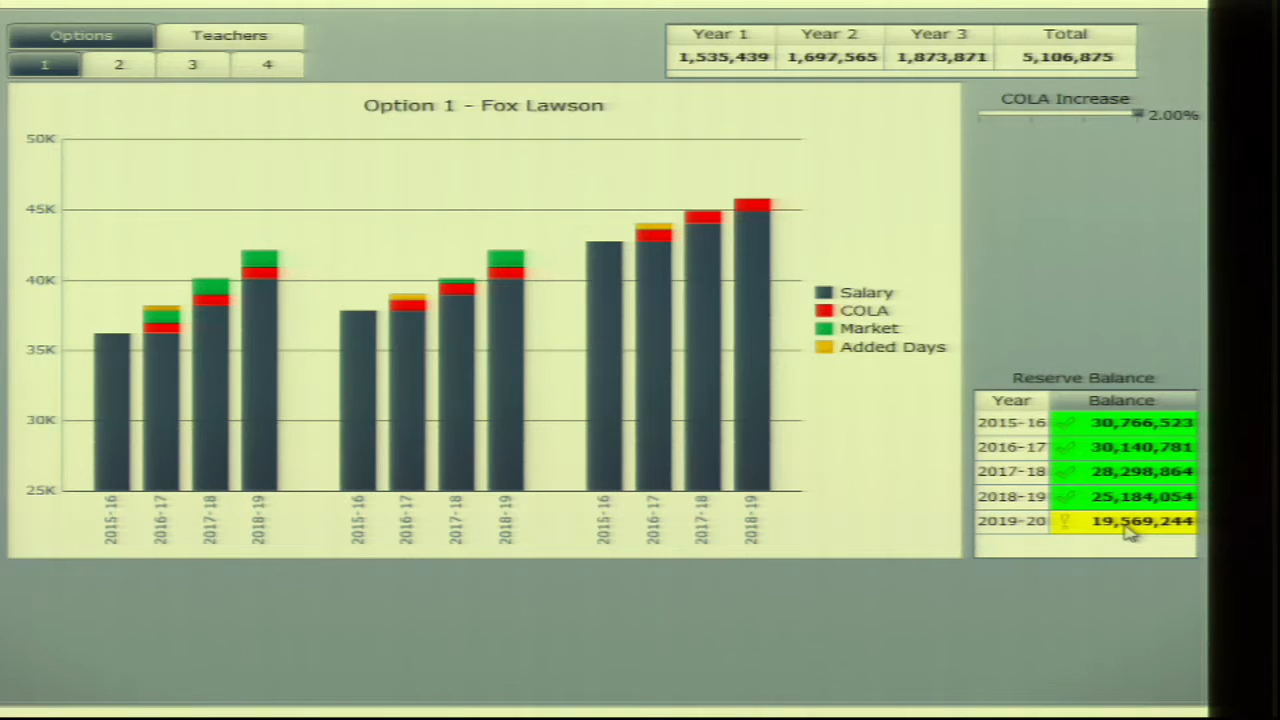 Options Teachers
1 2 3 4
Year 1 Year 2 Year 3 Total
1,535,439 1,697,565 1,873,871 5,106,875
Option 1 - Fox Lawson
COLA Increase
2.00%
50K
45K
40K
35K
30K
25K
2015-16 2016-17 2017-18 2018-19 2015-16 2016-17 2017-18 2018-19 2015-16 2016-17 2017-18 2018-19
Salary
COLA
Market
Added Days
Reserve Balance
Year Balance
2015-16 30,766,523
2016-17 30,140,781
2017-18 28,298,864
2018-19 25,184,054
2019-20 19,569,244